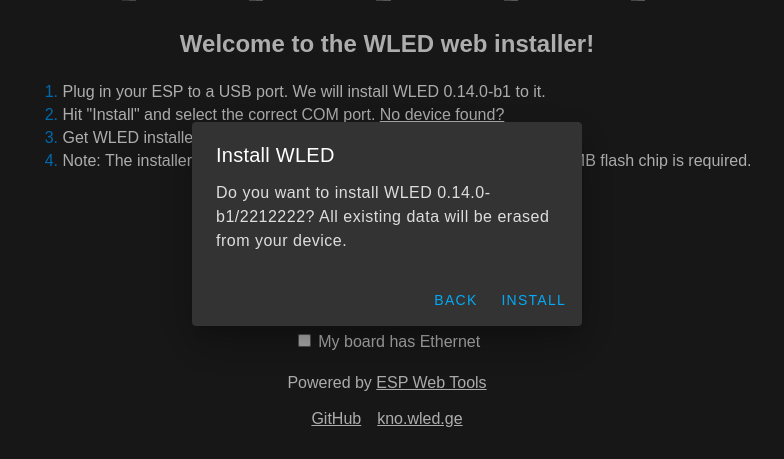 Welcome to the WLED web installer!
1. Plug in your ESP to a USB port. We will install WLED 0.14.0-b1 to it.
2. Hit "Install" and select the correct COM port. No device found?
3. Get WLED
4. Note: The installer
flash chip is required.
Install WLED
Do you want to install WLED 0.14.0-
b1/2212222? All existing data will be erased
from your device.
BACK INSTALL
My board has Ethernet
Powered by ESP Web Tools
GitHub kno.wled.ge